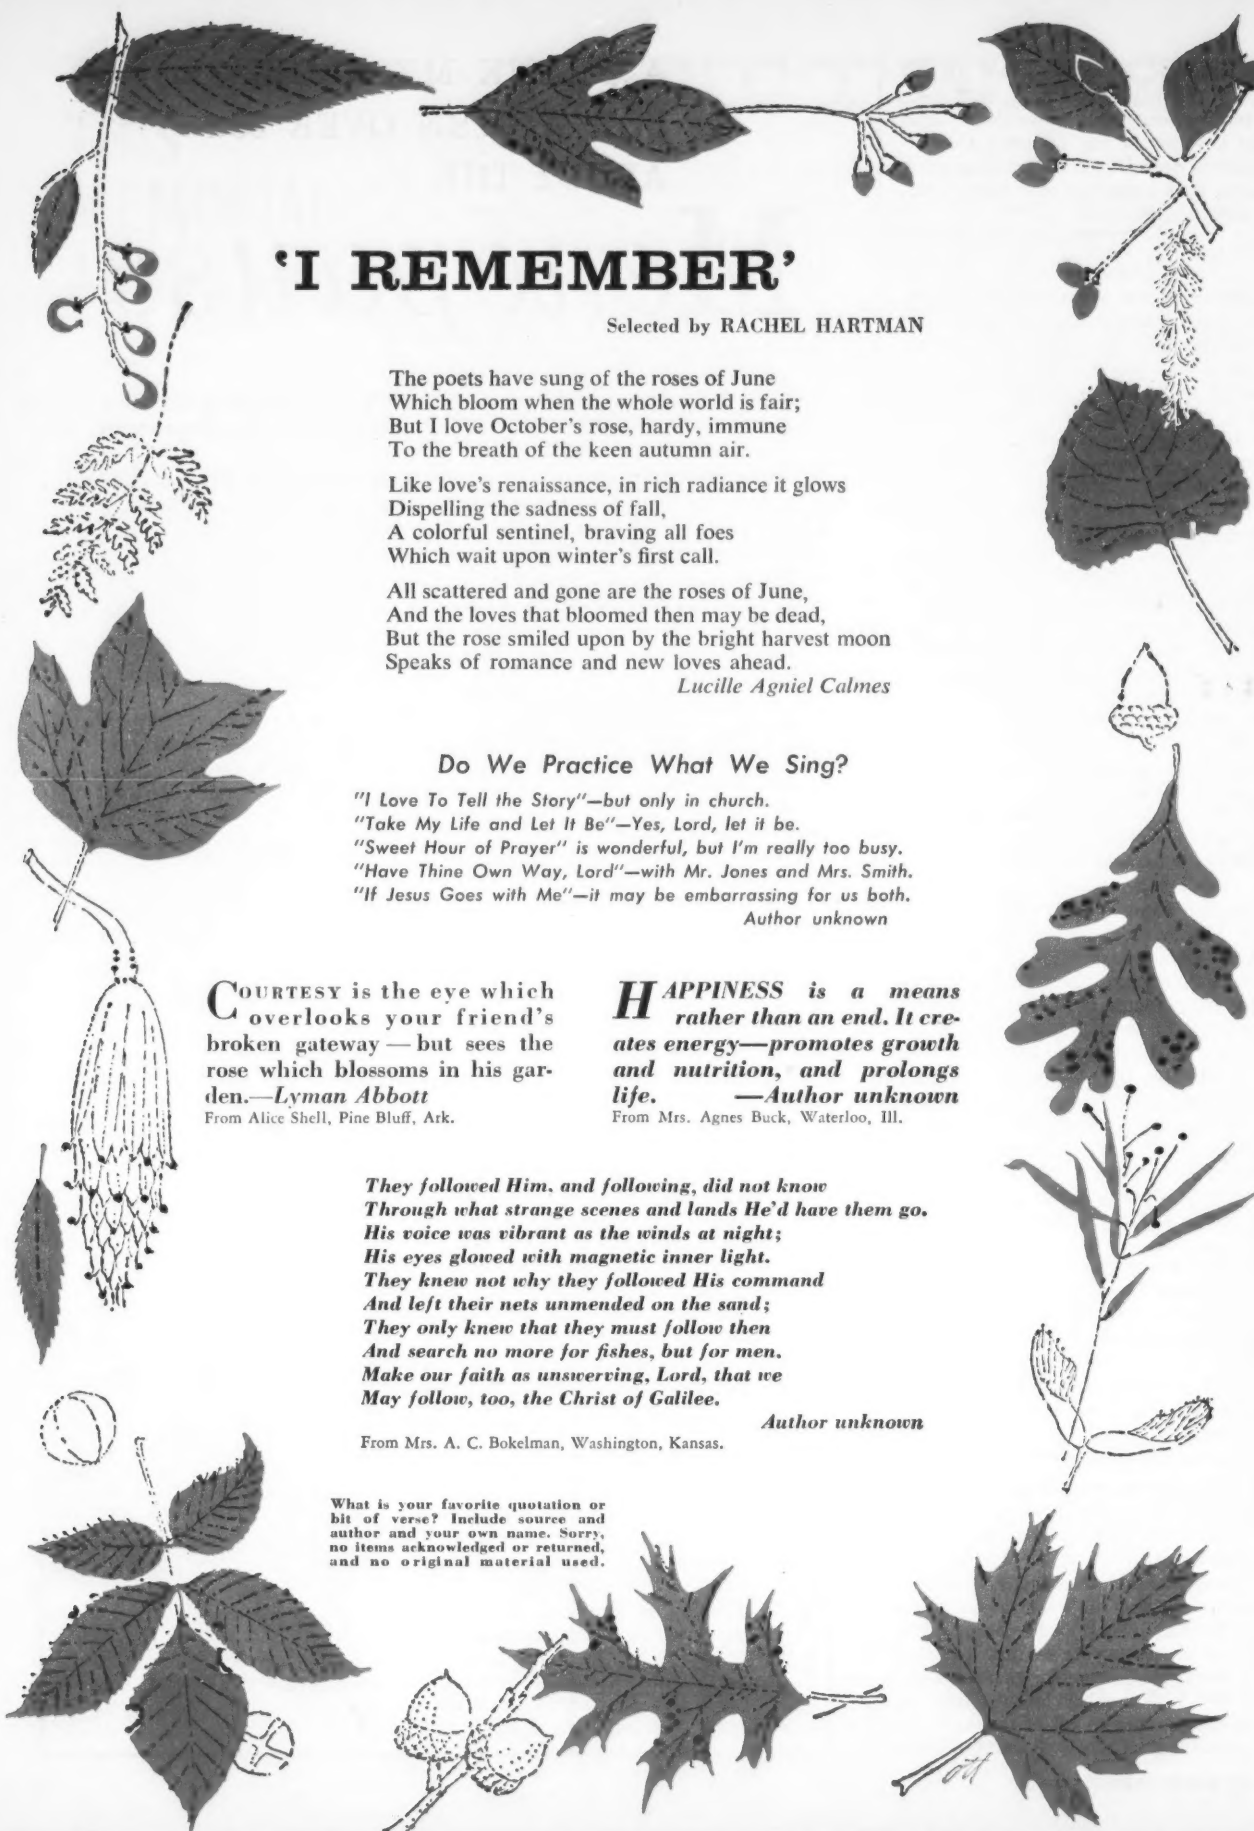 ‘I REMEMBER’
Selected by RACHEL HARTMAN
The poets have sung of the roses of June
Which bloom when the whole world is fair;
But I love October’s rose, hardy, immune
To the breath of the keen autumn air.
Like love’s renaissance, in rich radiance it glows
Dispelling the sadness of fall,
A colorful sentinel, braving all foes
Which wait upon winter’s first call.
All scattered and gone are the roses of June,
And the loves that bloomed then may be dead,
But the rose smiled upon by the bright harvest moon
Speaks of romance and new loves ahead.
Lucille Agniel Calmes
Do We Practice What We Sing?
"I Love To Tell the Story"—but only in church.
"Take My Life and Let It Be"—Yes, Lord, let it be.
"Sweet Hour of Prayer" is wonderful, but I’m really too busy.
"Have Thine Own Way, Lord"—with Mr. Jones and Mrs. Smith.
"If Jesus Goes with Me"—it may be embarrassing for us both.
Author unknown
COURTESY is the eye which
overlooks your friend’s
broken gateway — but sees the
rose which blossoms in his gar-
den.—Lyman Abbott
From Alice Shell, Pine Bluff, Ark.
HAPPINESS is a means
rather than an end. It cre-
ates energy—promotes growth
and nutrition, and prolongs
life. —Author unknown
From Mrs. Agnes Buck, Waterloo, Ill.
They followed Him, and following, did not know
Through what strange scenes and lands He’d have them go.
His voice was vibrant as the winds at night;
His eyes glowed with magnetic inner light.
They knew not why they followed His command
And left their nets unmended on the sand;
They only knew that they must follow then
And search no more for fishes, but for men.
Make our faith as unswerving, Lord, that we
May follow, too, the Christ of Galilee.
Author unknown
From Mrs. A. C. Bokelman, Washington, Kansas.
What is your favorite quotation or
bit of verse? Include source and
author and your own name. Sorry,
no items acknowledged or returned,
and no original material used.